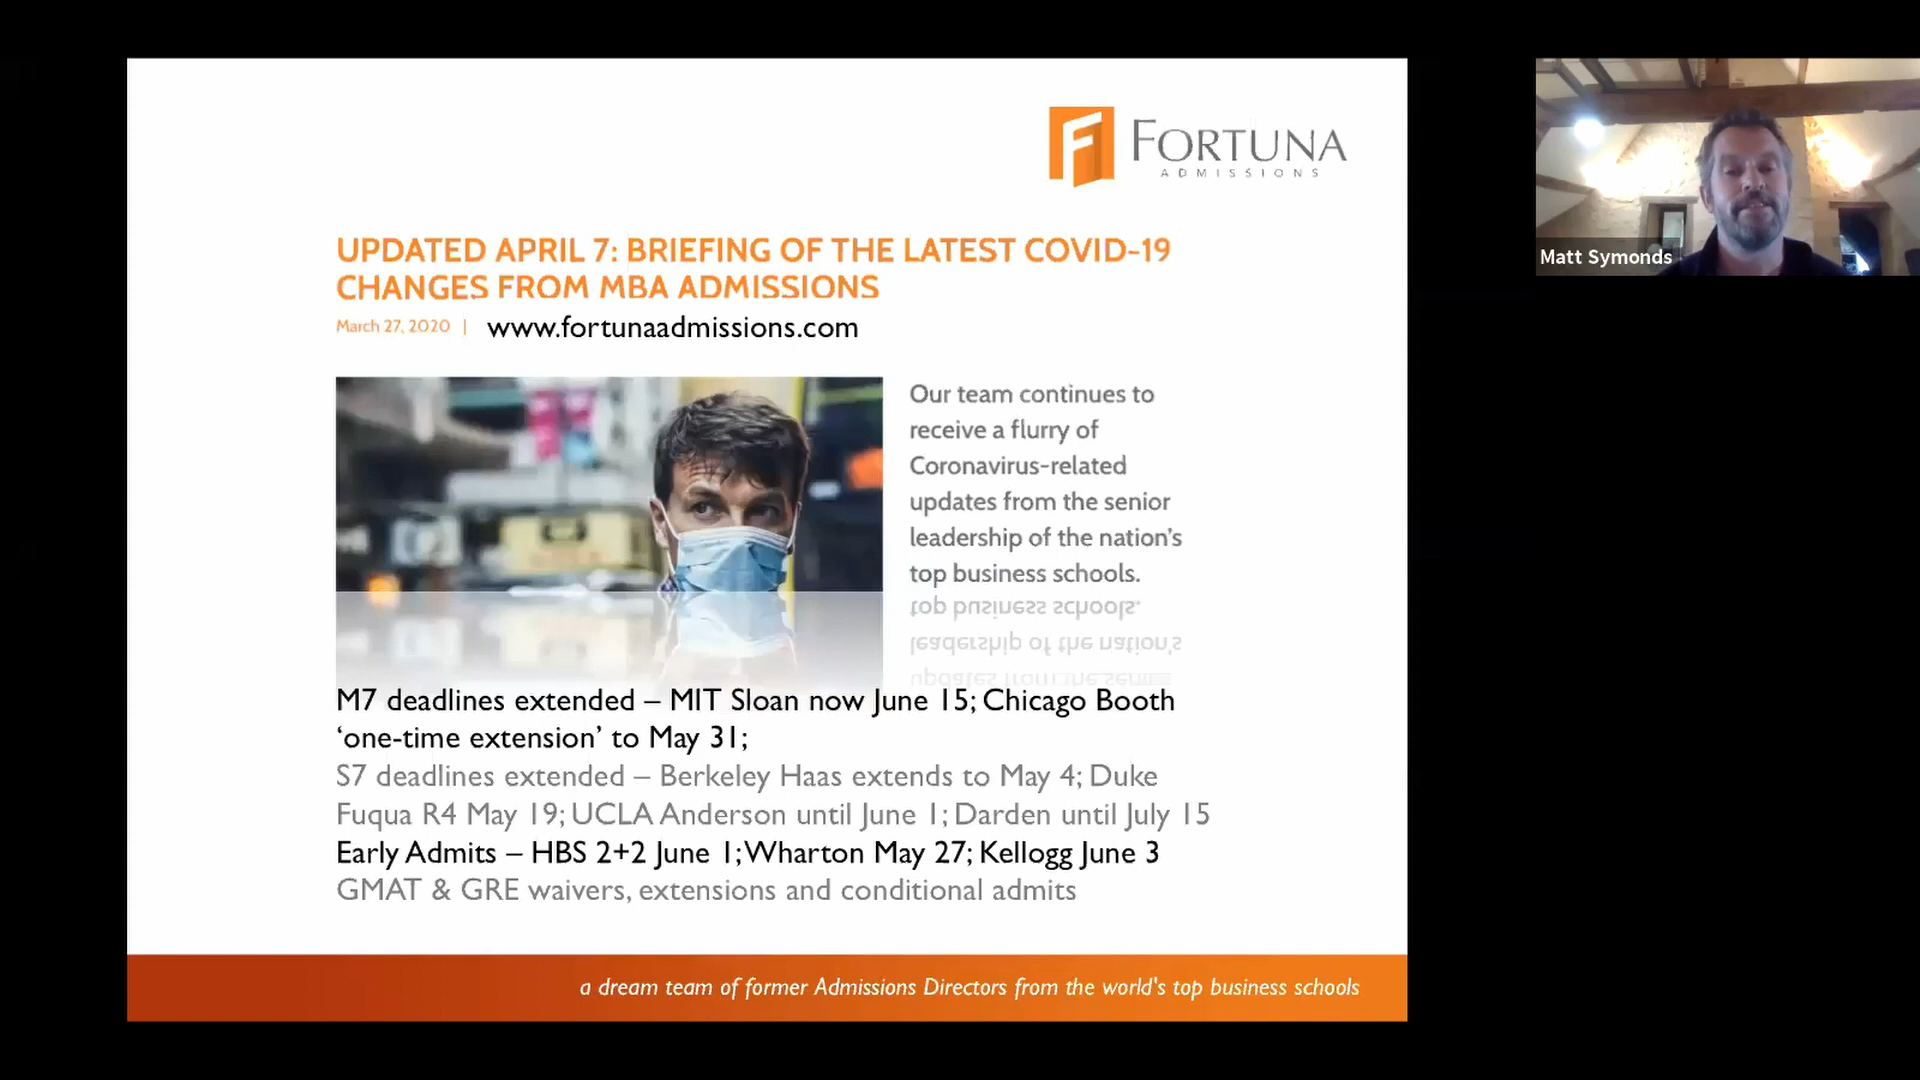 FORTUNA
ADMISSIONS
UPDATED APRIL 7: BRIEFING OF THE LATEST COVID-19
CHANGES FROM MBA ADMISSIONS
March 27, 2020 | www.fortunaadmissions.com
Our team continues to
receive a flurry of
Coronavirus-related
updates from the senior
leadership of the nation's
top business schools.
M7 deadlines extended – MIT Sloan now June 15; Chicago Booth
‘one-time extension’ to May 31;
S7 deadlines extended – Berkeley Haas extends to May 4; Duke
Fuqua R4 May 19; UCLA Anderson until June 1; Darden until July 15
Early Admits – HBS 2+2 June 1; Wharton May 27; Kellogg June 3
GMAT & GRE waivers, extensions and conditional admits
a dream team of former Admissions Directors from the world's top business schools
Matt Symonds